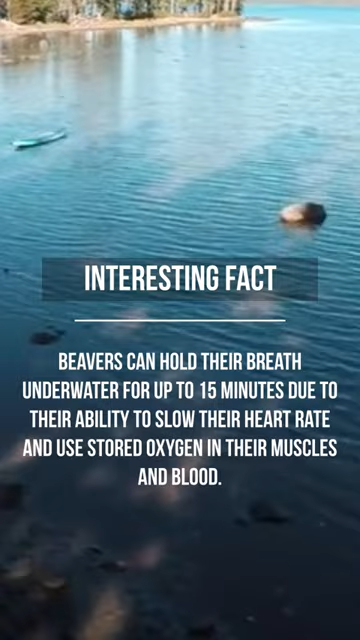 INTERESTING FACT
BEAVERS CAN HOLD THEIR BREATH
UNDERWATER FOR UP TO 15 MINUTES DUE TO
THEIR ABILITY TO SLOW THEIR HEART RATE
AND USE STORED OXYGEN IN THEIR MUSCLES
AND BLOOD.